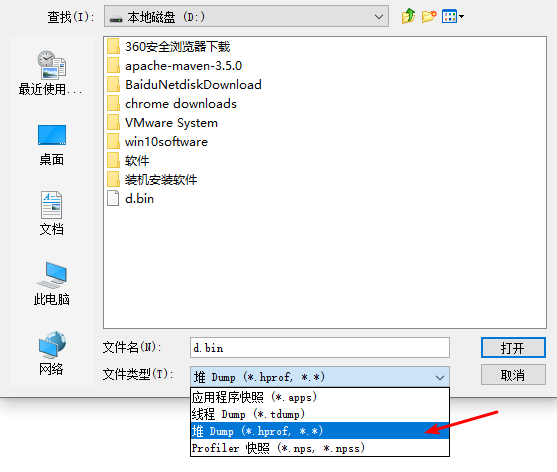 查找(I):
本地磁盘 (D:)
最近使用...
桌面
文档
此电脑
网络
360安全浏览器下载
apache-maven-3.5.0
BaiduNetdiskDownload
chrome downloads
VMware System
win10software
软件
装机安装软件
d.bin
文件名(N):
d.bin
打开
文件类型(T):
堆 Dump (*.hprof, *.*)
取消
应用程序快照 (*.apps)
线程 Dump (*.tdump)
堆 Dump (*.hprof, *.*)
Profiler 快照 (*.nps, *.npss)